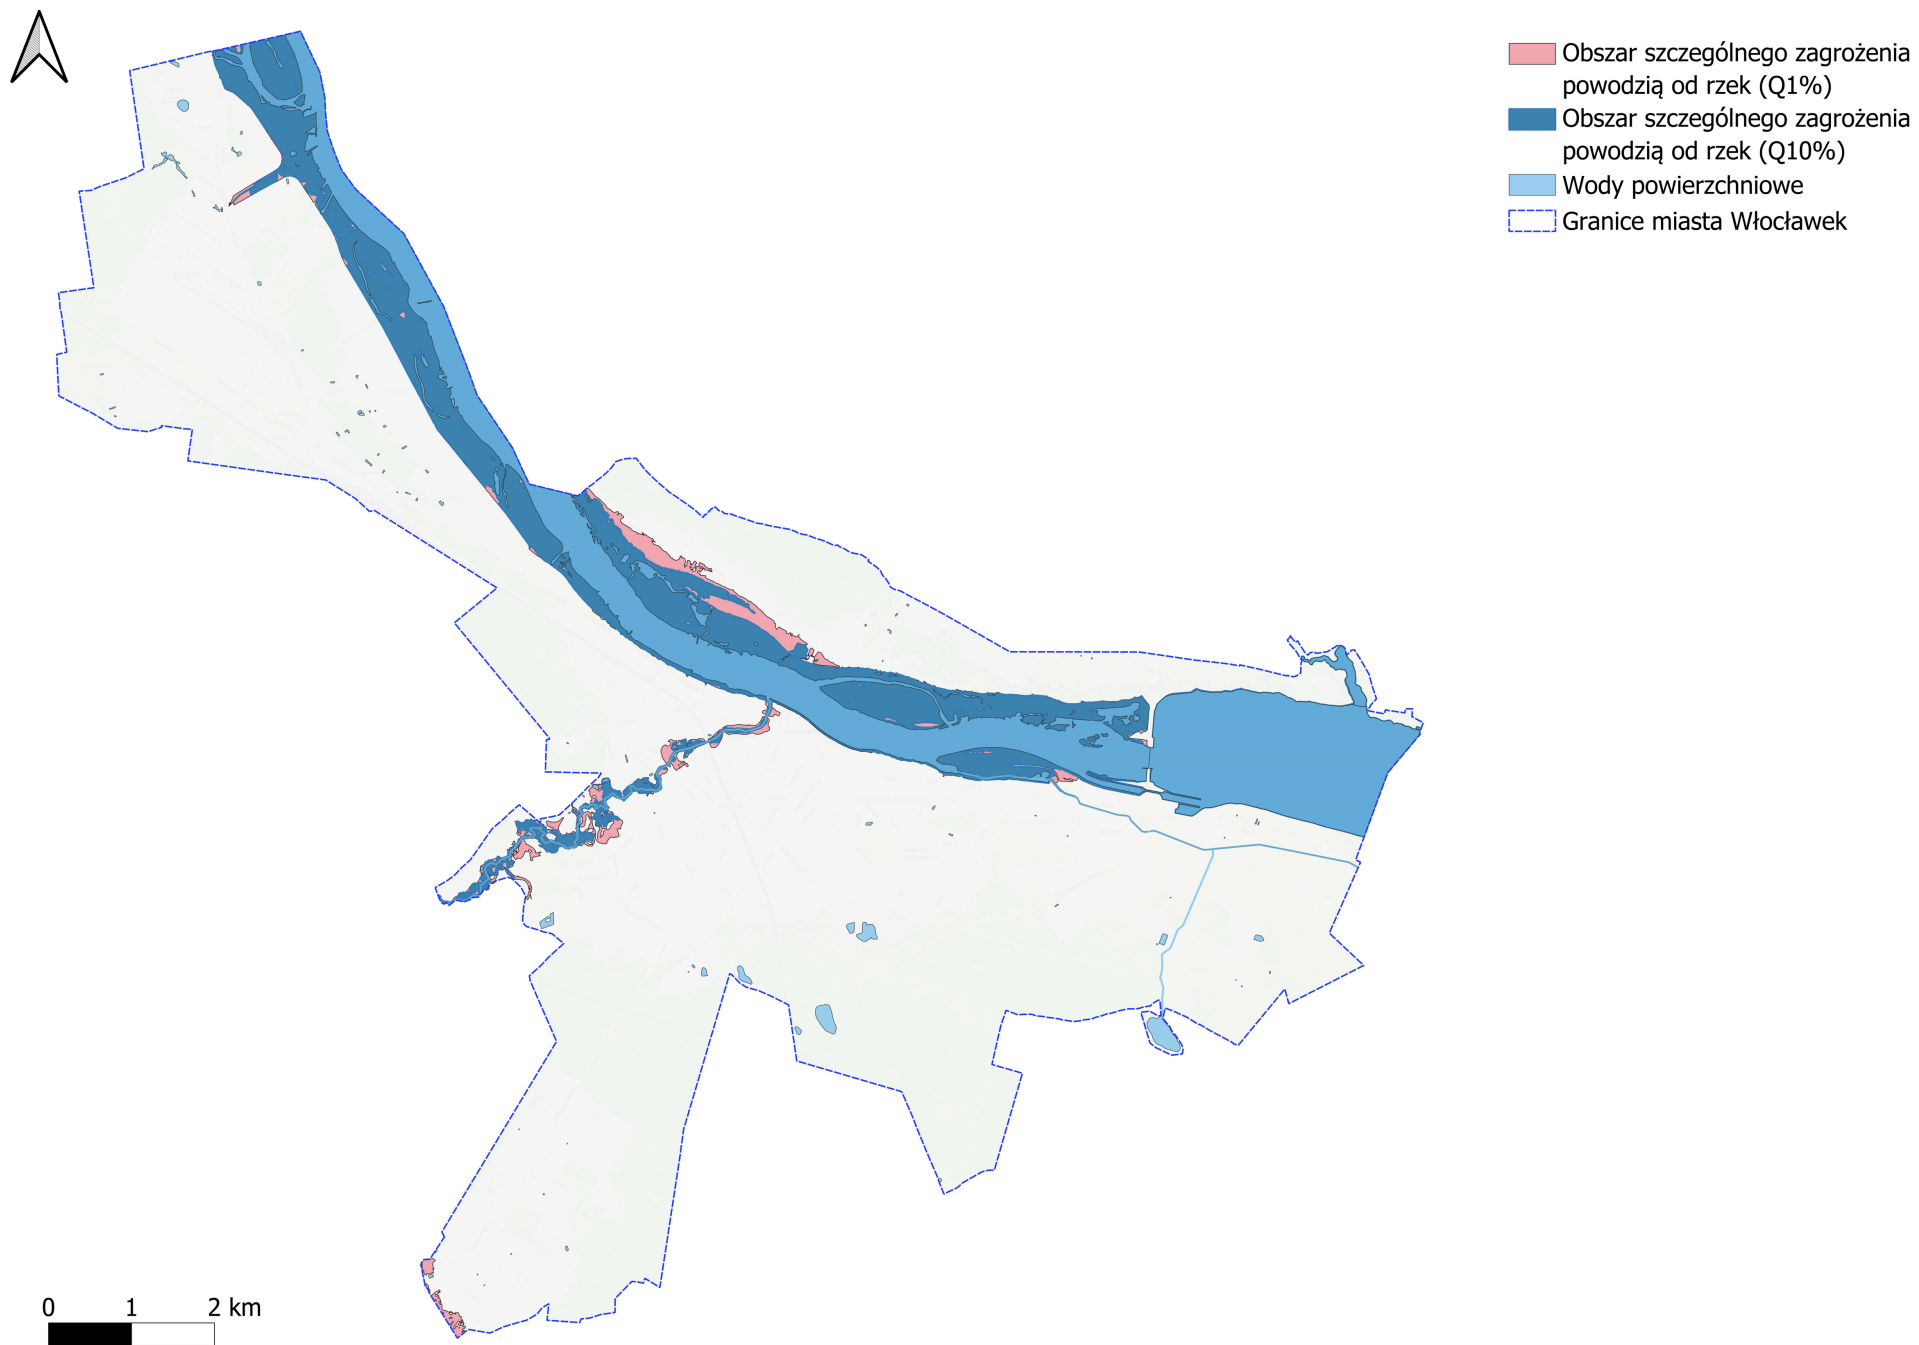 Obszar szczególnego zagrożenia
powodzią od rzek (Q1%)
Obszar szczególnego zagrożenia
powodzią od rzek (Q10%)
Wody powierzchniowe
Granice miasta Włocławek
0 1 2 km